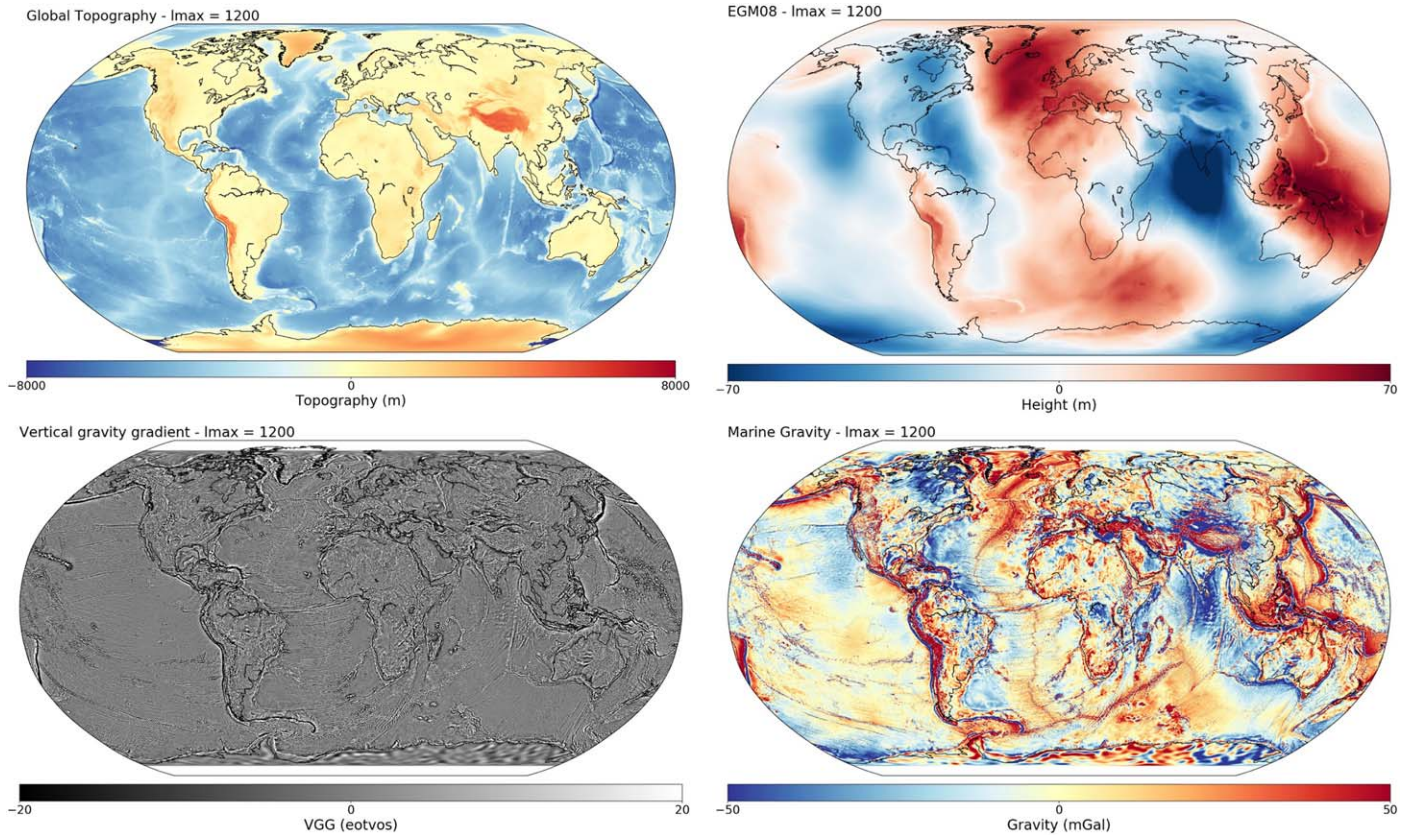 Global Topography - lmax = 1200
−8000 0 8000
Topography (m)
EGM08 - lmax = 1200
−70 0 70
Height (m)
Vertical gravity gradient - lmax = 1200
−20 0 20
VGG (eotvos)
Marine Gravity - lmax = 1200
−50 0 50
Gravity (mGal)